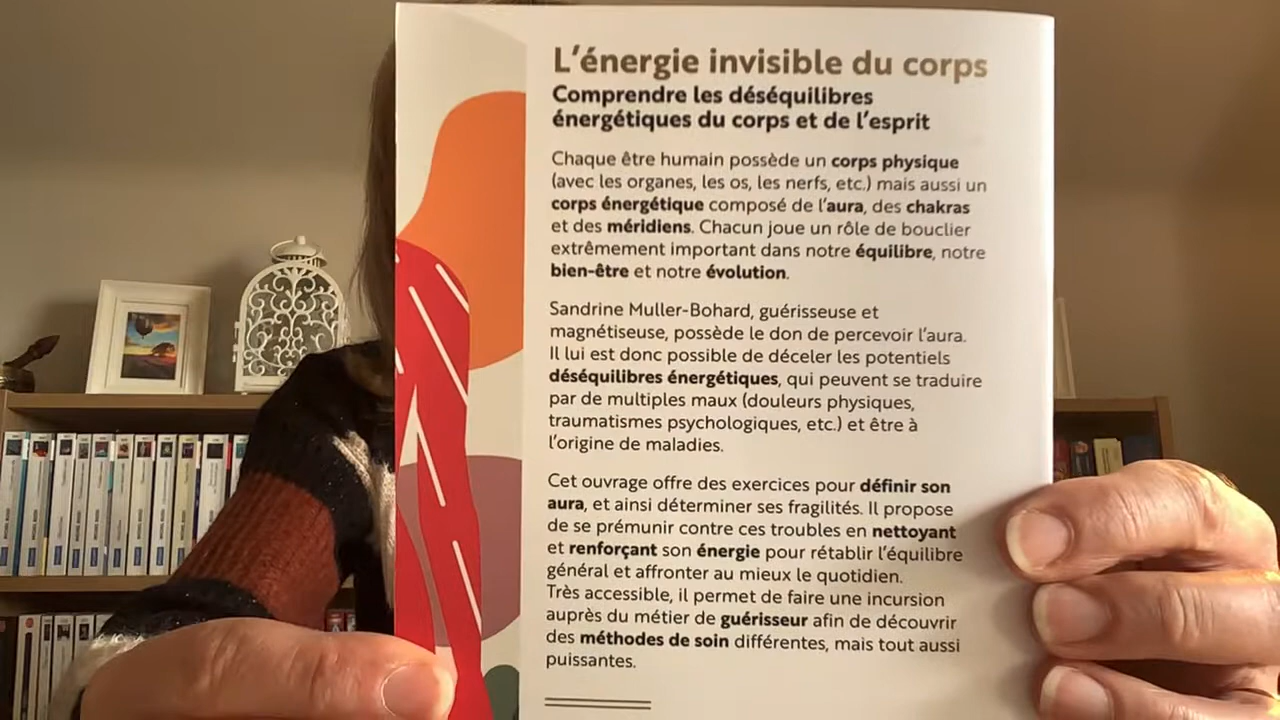 L'énergie invisible du corps
Comprendre les déséquilibres
énergétiques du corps et de l'esprit
Chaque être humain possède un corps physique
(avec les organes, les os, les nerfs, etc.) mais aussi un
corps énergétique composé de l'aura, des chakras
et des méridiens. Chacun joue un rôle de bouclier
extrêmement important dans notre équilibre, notre
bien-être et notre évolution.
Sandrine Muller-Bohard, guérisseuse et
magnétiseuse, possède le don de percevoir l'aura.
Il lui est donc possible de déceler les potentiels
déséquilibres énergétiques, qui peuvent se traduire
par de multiples maux (douleurs physiques,
traumatismes psychologiques, etc.) et être à
l'origine de maladies.
Cet ouvrage offre des exercices pour définir son
aura, et ainsi déterminer ses fragilités. Il propose
de se prémunir contre ces troubles en nettoyant
et renforçant son énergie pour rétablir l'équilibre
général et affronter au mieux le quotidien.
Très accessible, il permet de faire une incursion
auprès du métier de guérisseur afin de découvrir
des méthodes de soin différentes, mais tout aussi
puissantes.